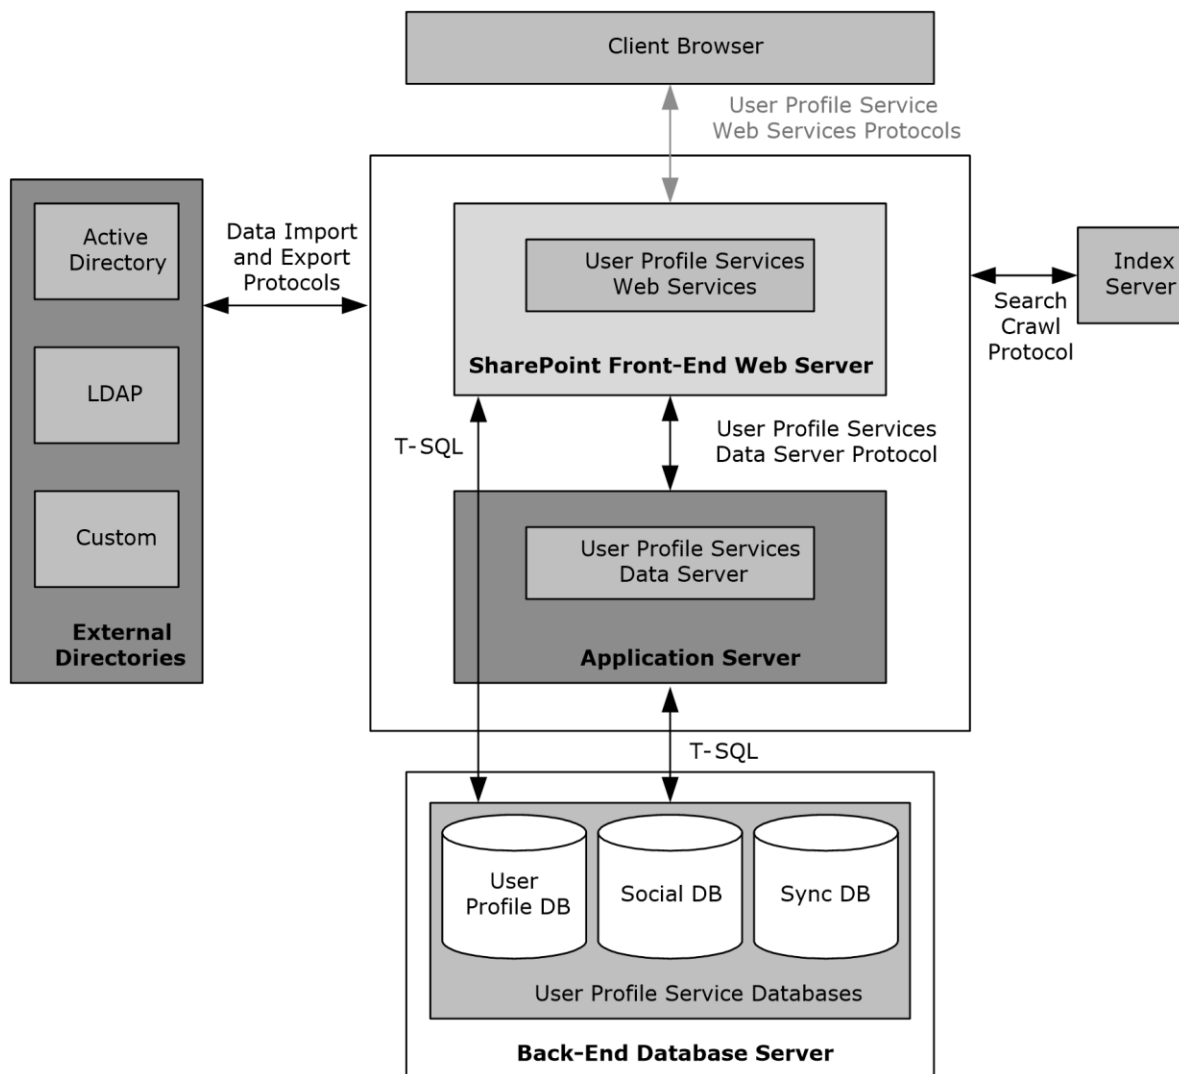 Client Browser
User Profile Service
Web Services Protocols
Active
Directory
LDAP
Custom
External
Directories
Data Import
and Export
Protocols
User Profile Services
Web Services
SharePoint Front-End Web Server
Index
Server
Search
Crawl
Protocol
T-SQL
User Profile Services
Data Server Protocol
User Profile Services
Data Server
Application Server
T-SQL
User
Profile DB
Social DB
Sync DB
User Profile Service Databases
Back-End Database Server